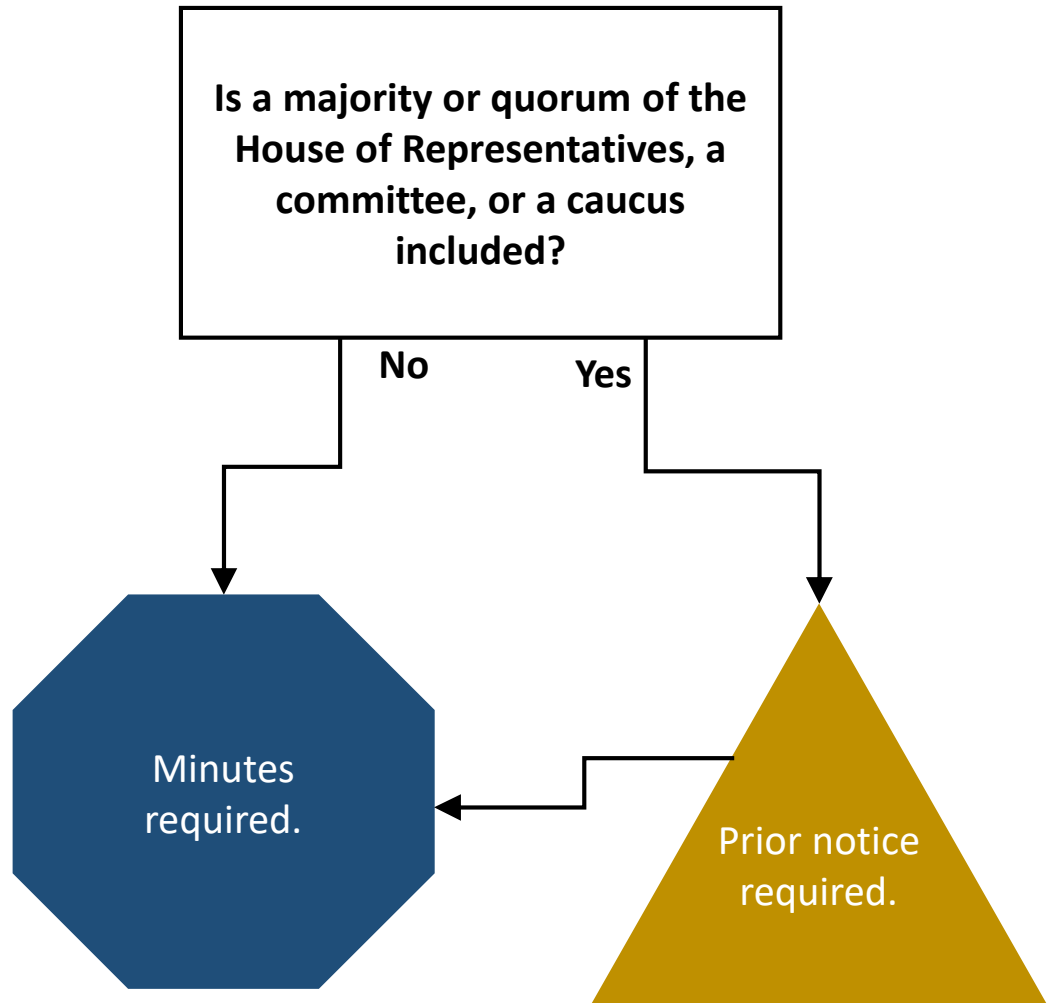 Is a majority or quorum of the
House of Representatives, a
committee, or a caucus
included?
No
Yes
Minutes
required.
Prior notice
required.